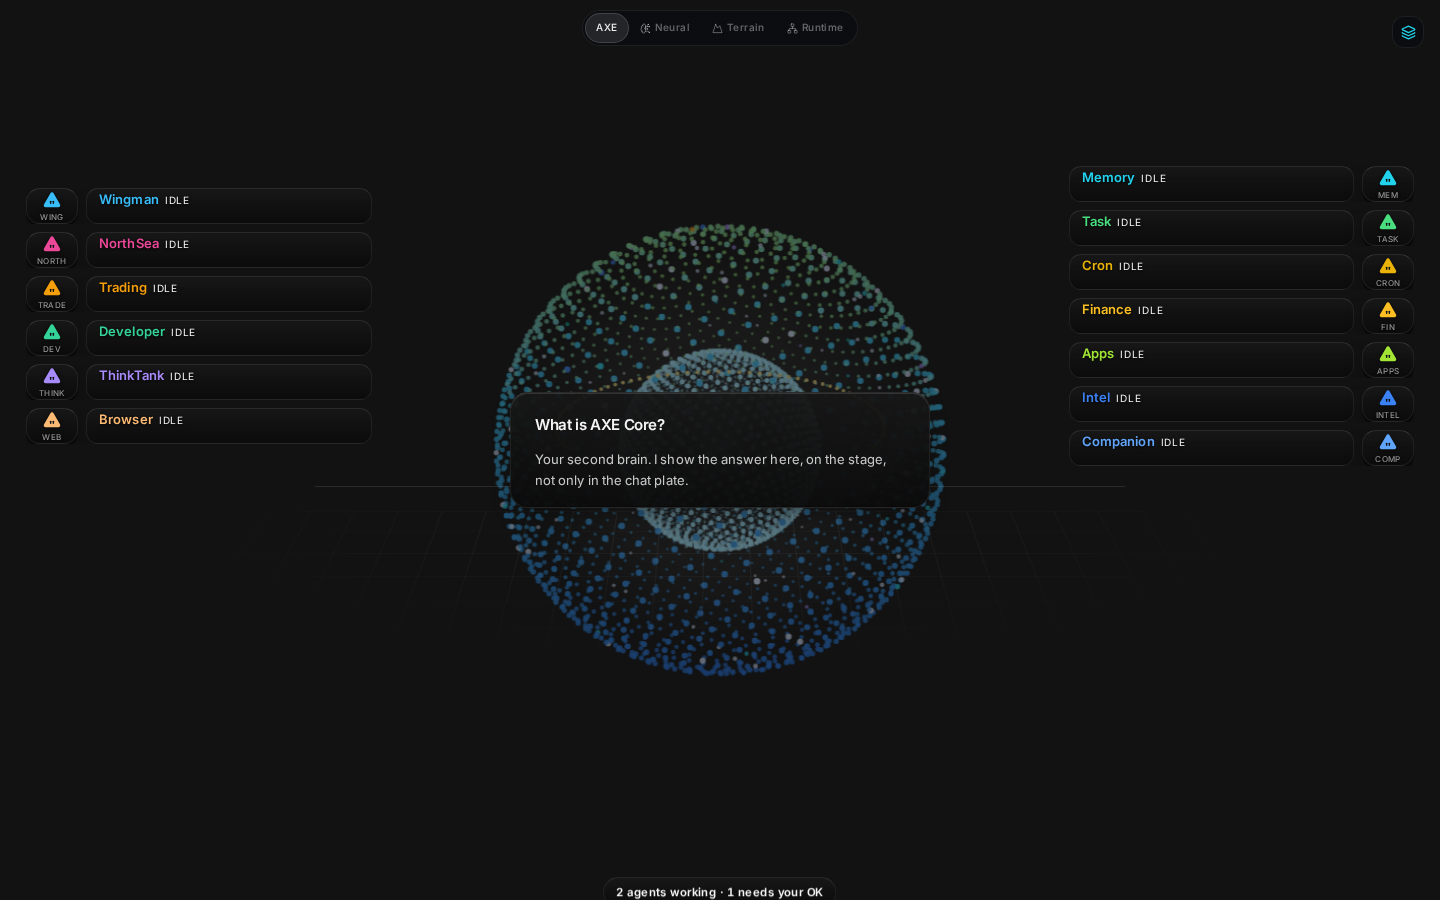 AXE Neural Terrain Runtime
WING Wingman IDLE
NORTH NorthSea IDLE
TRADE Trading IDLE
DEV Developer IDLE
THINK ThinkTank IDLE
WEB Browser IDLE
Memory IDLE MEM
Task IDLE TASK
Cron IDLE CRON
Finance IDLE FIN
Apps IDLE APPS
Intel IDLE INTEL
Companion IDLE COMP
What is AXE Core?
Your second brain. I show the answer here, on the stage,
not only in the chat plate.
2 agents working · 1 needs your OK